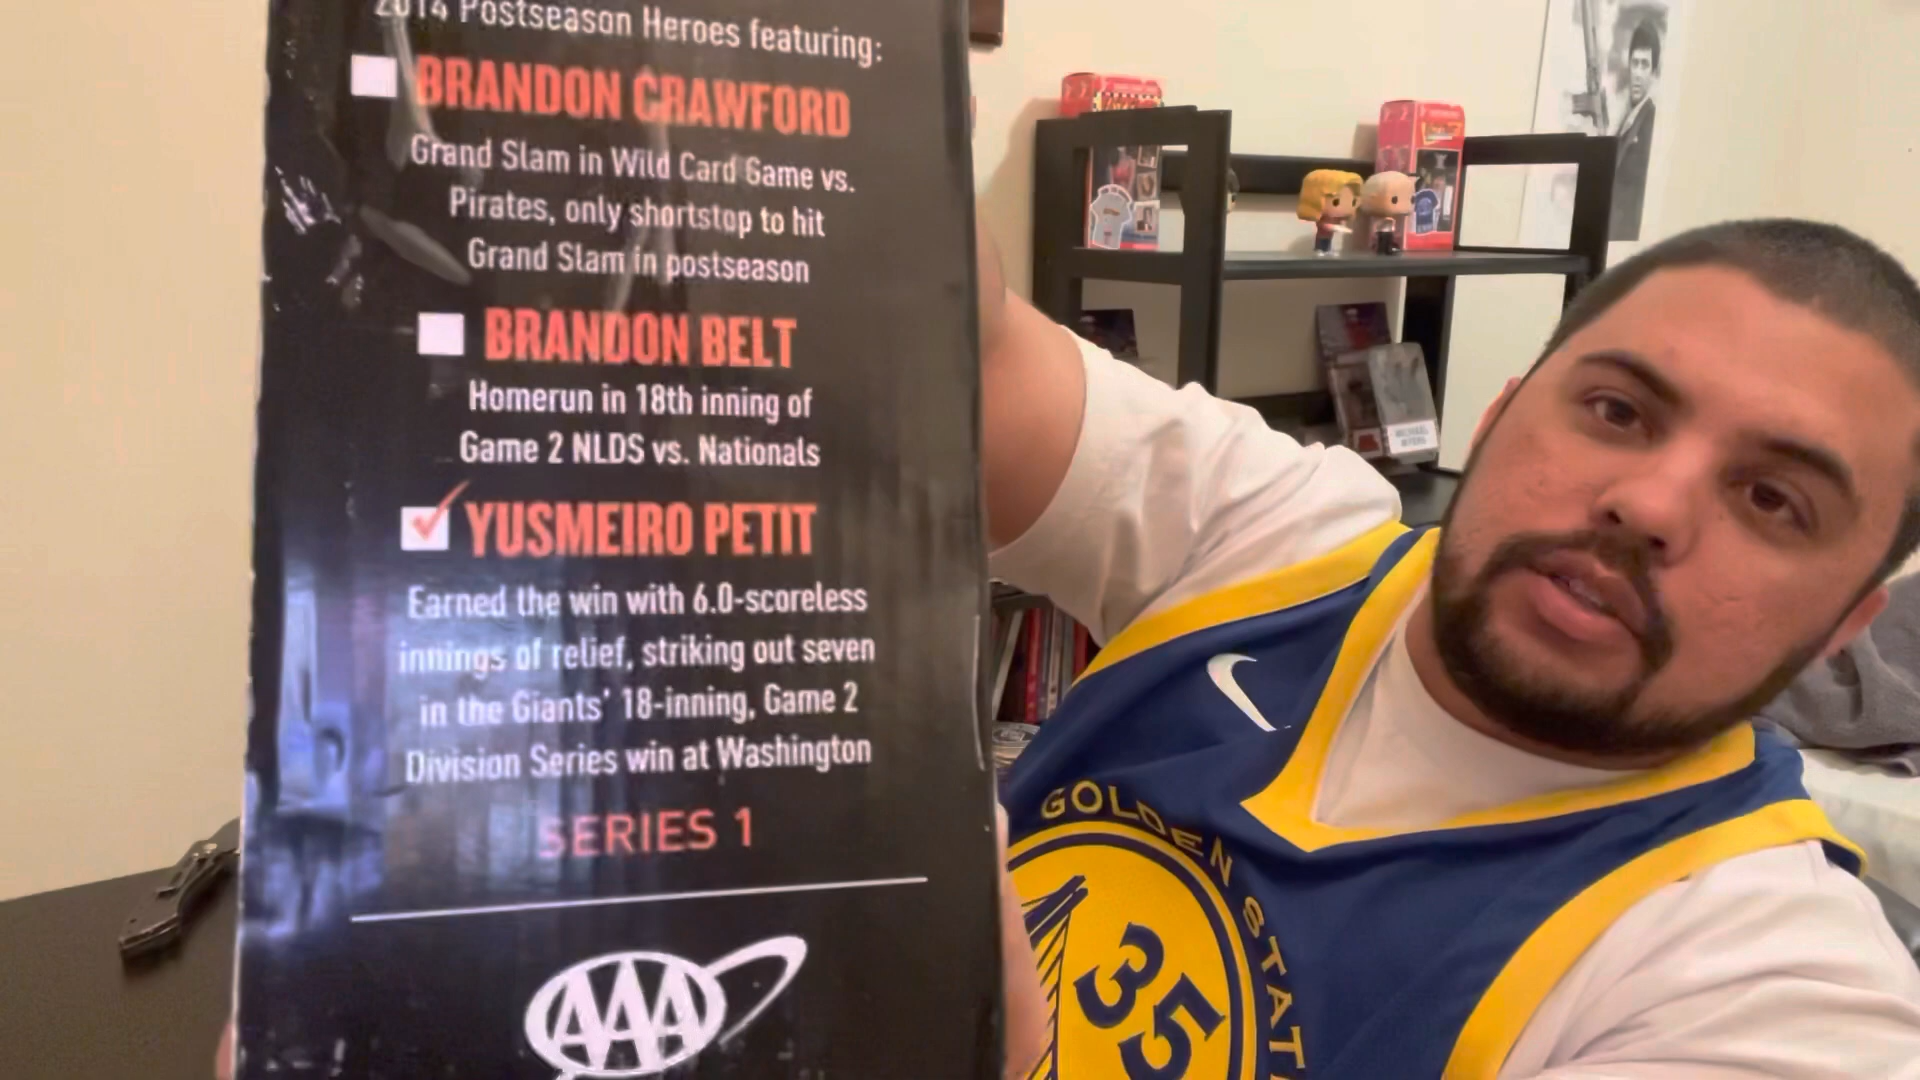 2014 Postseason Heroes featuring:
BRANDON CRAWFORD
Grand Slam in Wild Card Game vs.
Pirates, only shortstop to hit
Grand Slam in postseason
BRANDON BELT
Homerun in 18th inning of
Game 2 NLDS vs. Nationals
YUSMEIRO PETIT
Earned the win with 6.0-scoreless
innings of relief, striking out seven
in the Giants' 18-inning, Game 2
Division Series win at Washington
SERIES 1
AAA
GOLDEN STAT
35
MICHAEL
MYERS